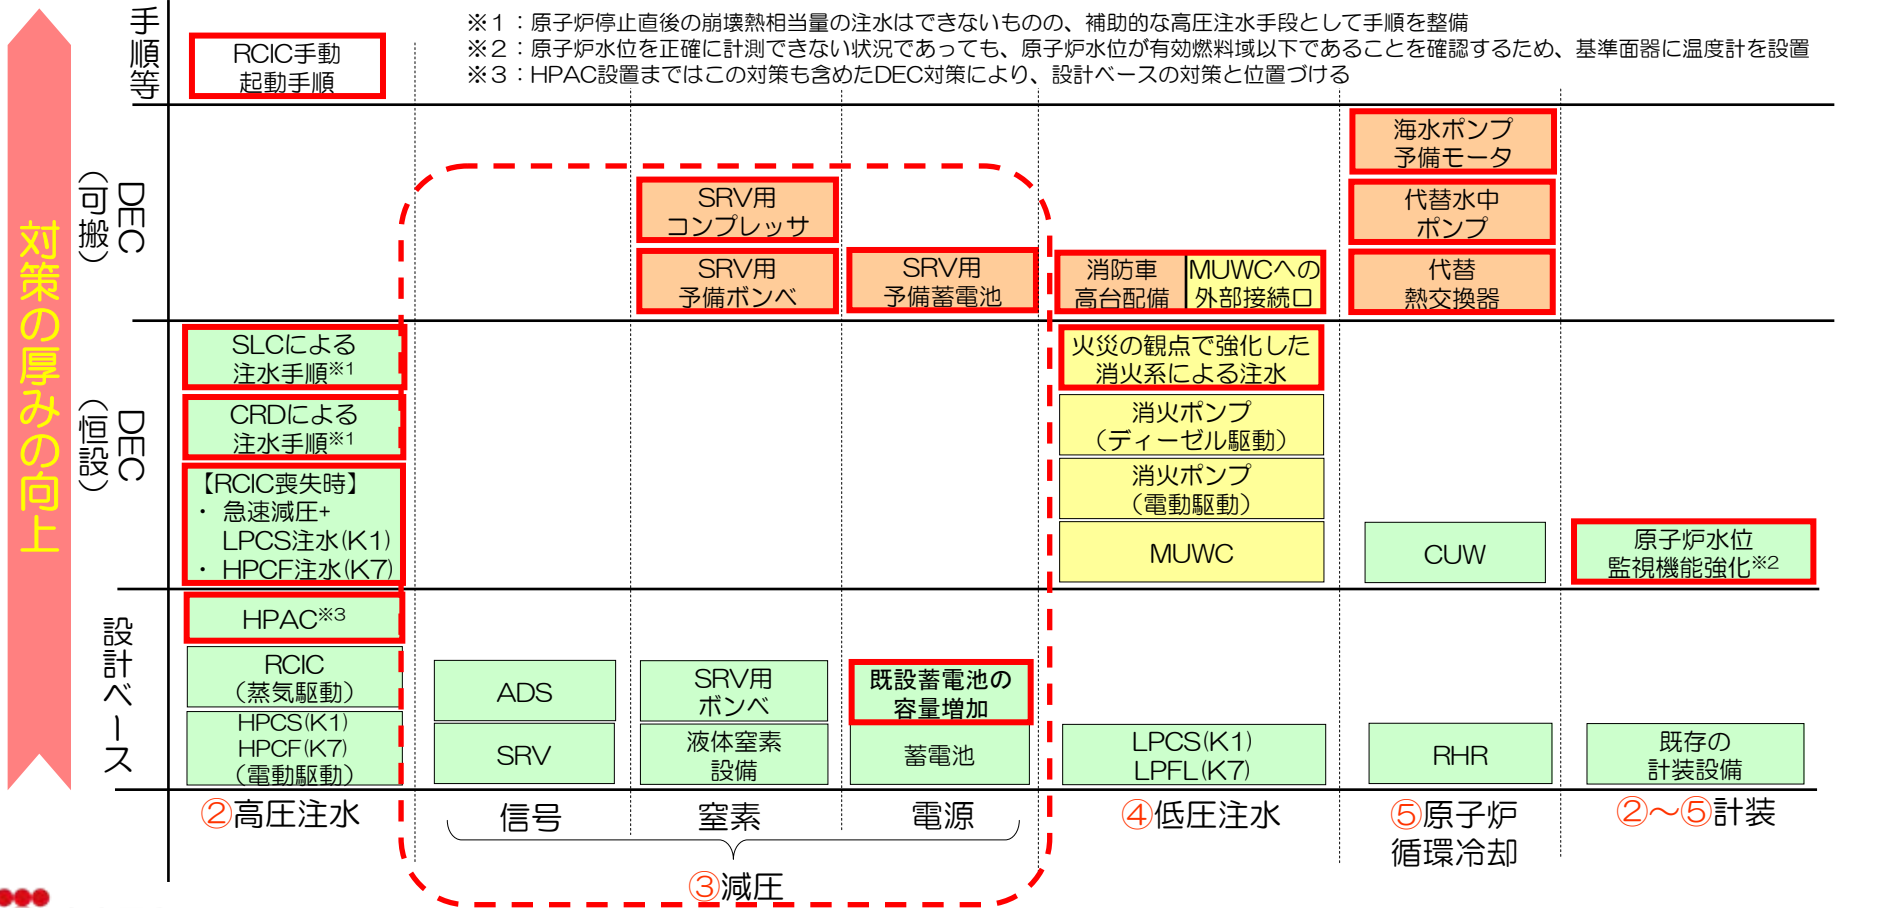 ※1：原子炉停止直後の崩壊熱相当量の注水はできないものの、補助的な高圧注水手段として手順を整備
※2：原子炉水位を正確に計測できない状況であっても、原子炉水位が有効燃料域以下であることを確認するため、基準面器に温度計を設置
※3：HPAC設置まではこの対策も含めたDEC対策により、設計ベースの対策と位置づける
対策の厚みの向上
手順等
RCIC手動
起動手順
DEC
（可搬）
海水ポンプ
予備モータ
SRV用
コンプレッサ
代替水中
ポンプ
SRV用
予備ボンベ
SRV用
予備蓄電池
消防車
高台配備
MUWCへの
外部接続口
代替
熱交換器
DEC
（恒設）
SLCによる
注水手順※1
火災の観点で強化した
消火系による注水
CRDによる
注水手順※1
消火ポンプ
（ディーゼル駆動）
【RCIC喪失時】
・ 急速減圧+
LPCS注水(K1)
・ HPCF注水(K7)
消火ポンプ
（電動駆動）
MUWC
CUW
原子炉水位
監視機能強化※2
設計ベース
HPAC※3
RCIC
（蒸気駆動）
ADS
SRV用
ボンベ
既設蓄電池の
容量増加
HPCS(K1)
HPCF(K7)
（電動駆動）
SRV
液体窒素
設備
蓄電池
LPCS(K1)
LPFL(K7)
RHR
既存の
計装設備
②高圧注水
信号
窒素
電源
④低圧注水
⑤原子炉
循環冷却
②～⑤計装
③減圧